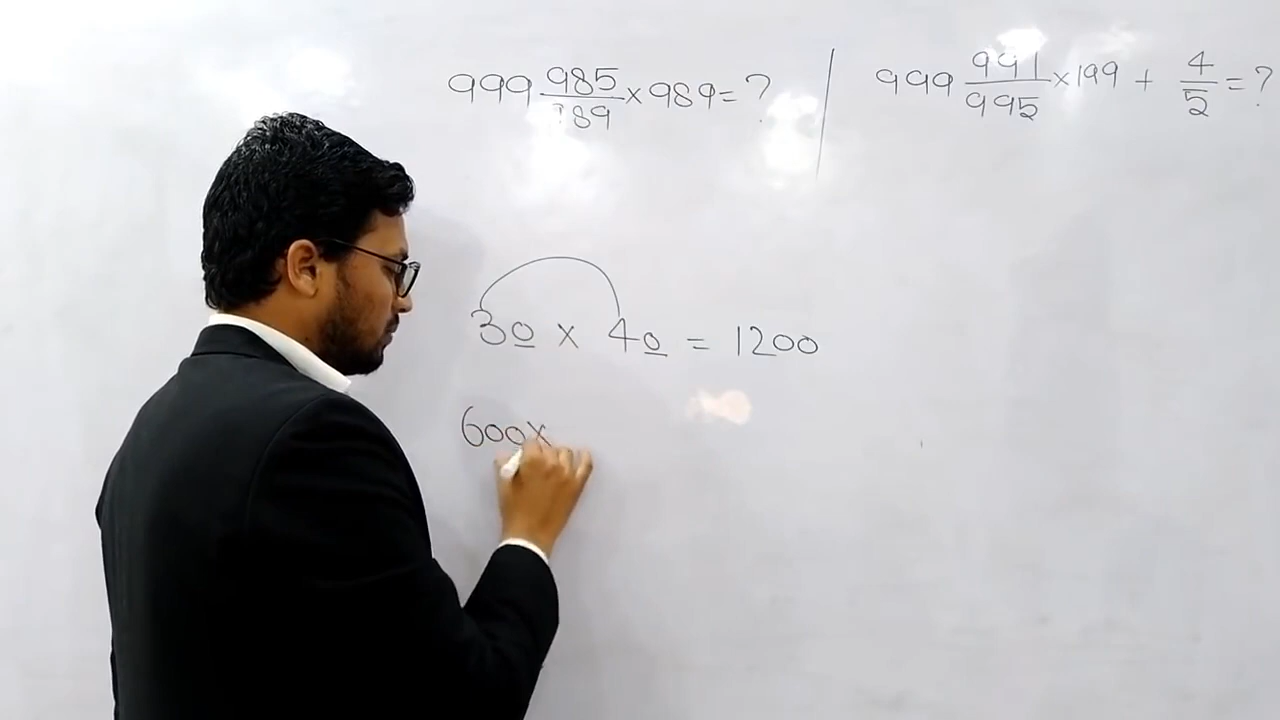 999 985/989 × 989 = ?
999 991/995 × 199 + 4/5 = ?
30 × 40 = 1200
600 ×